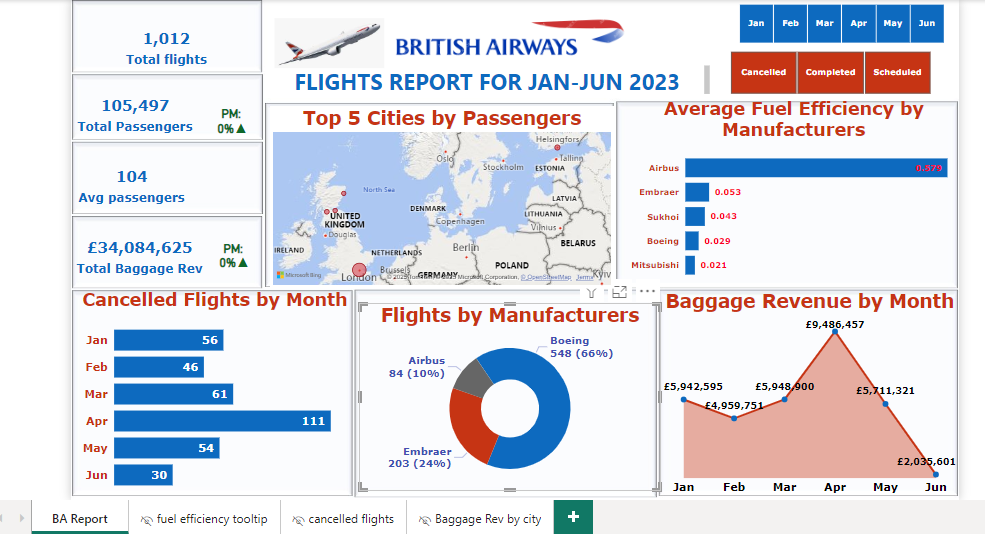 1,012
Total flights
105,497
Total Passengers
PM:
0%▲
104
Avg passengers
£34,084,625
Total Baggage Rev
PM:
0%▲
BRITISH AIRWAYS
FLIGHTS REPORT FOR JAN-JUN 2023
Jan Feb Mar Apr May Jun
Cancelled Completed Scheduled
Top 5 Cities by Passengers
Helsingfors
Oslo
Tallinn
Stockholm
ESTONIA
North Sea
LATVIA
DENMARK
UNITED
KINGDOM
LITHUANIA
Copenhagen
Douglas
Vilnius
BELARUS
IRELAND
Berlin
NETHERLANDS
POLAND
Brussels
GERMANY
London
Kyiv
Microsoft Bing
Microsoft Corporation, © OpenStreetMap Terms
Average Fuel Efficiency by
Manufacturers
Airbus 0.879
Embraer 0.053
Sukhoi 0.043
Boeing 0.029
Mitsubishi 0.021
Cancelled Flights by Month
Jan 56
Feb 46
Mar 61
Apr 111
May 54
Jun 30
Flights by Manufacturers
Boeing
548 (66%)
Airbus
84 (10%)
Embraer
203 (24%)
Baggage Revenue by Month
£9,486,457
£5,942,595
£5,948,900
£4,959,751
£5,711,321
£2,035,601
Jan Feb Mar Apr May Jun
BA Report
fuel efficiency tooltip
cancelled flights
Baggage Rev by city
+